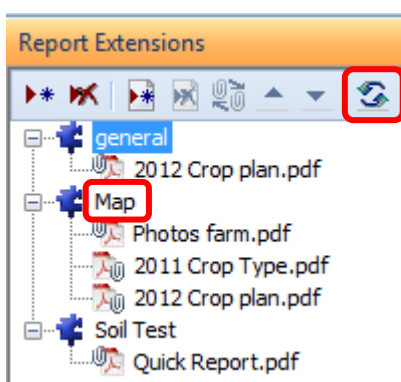 Report Extensions
general
2012 Crop plan.pdf
Map
Photos farm.pdf
2011 Crop Type.pdf
2012 Crop plan.pdf
Soil Test
Quick Report.pdf